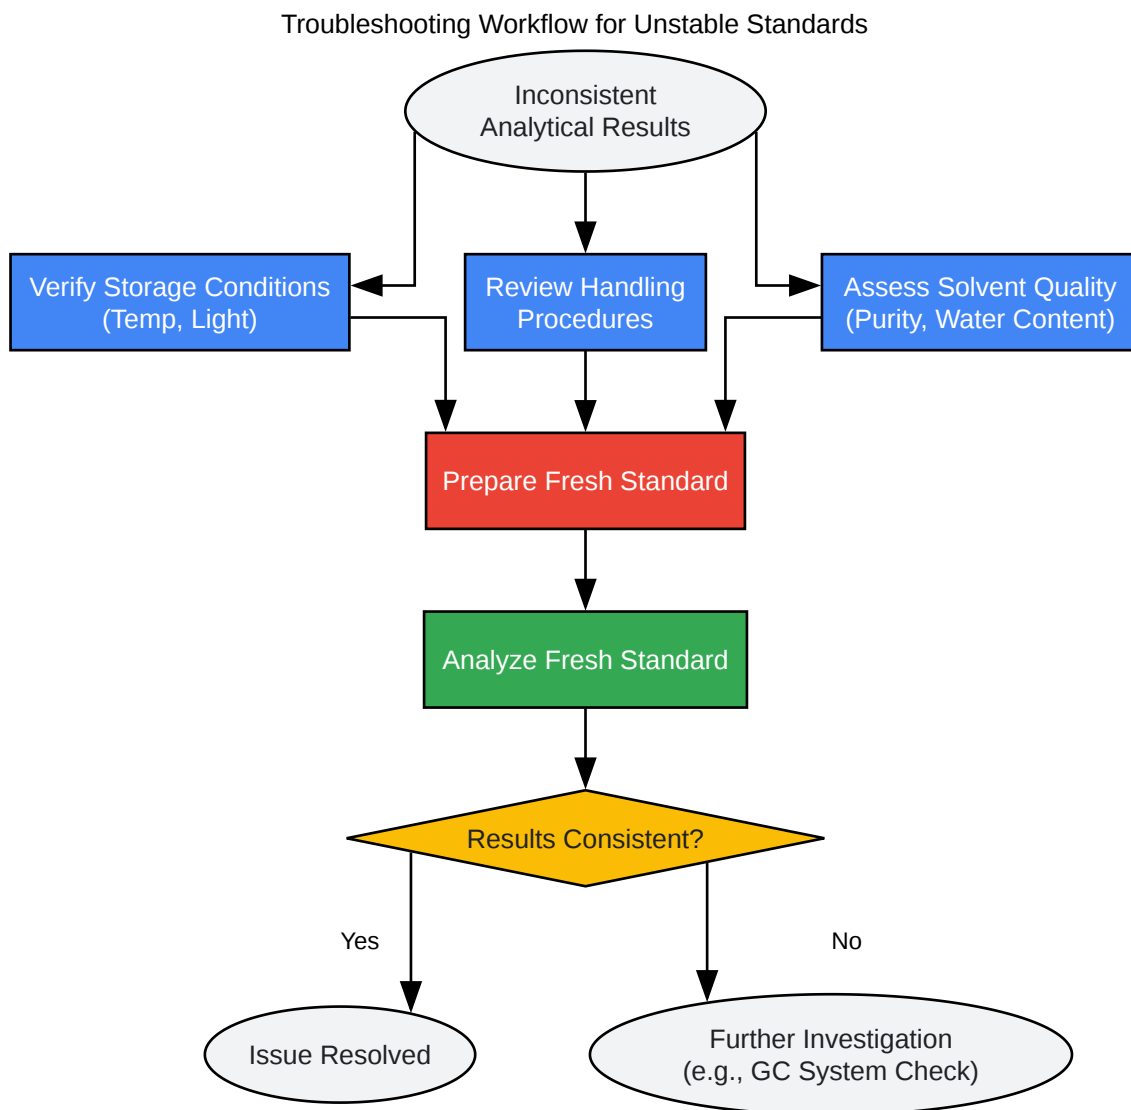 Troubleshooting Workflow for Unstable Standards
Inconsistent
Analytical Results
Verify Storage Conditions
(Temp, Light)
Review Handling
Procedures
Assess Solvent Quality
(Purity, Water Content)
Prepare Fresh Standard
Analyze Fresh Standard
Results Consistent?
Yes
No
Issue Resolved
Further Investigation
(e.g., GC System Check)